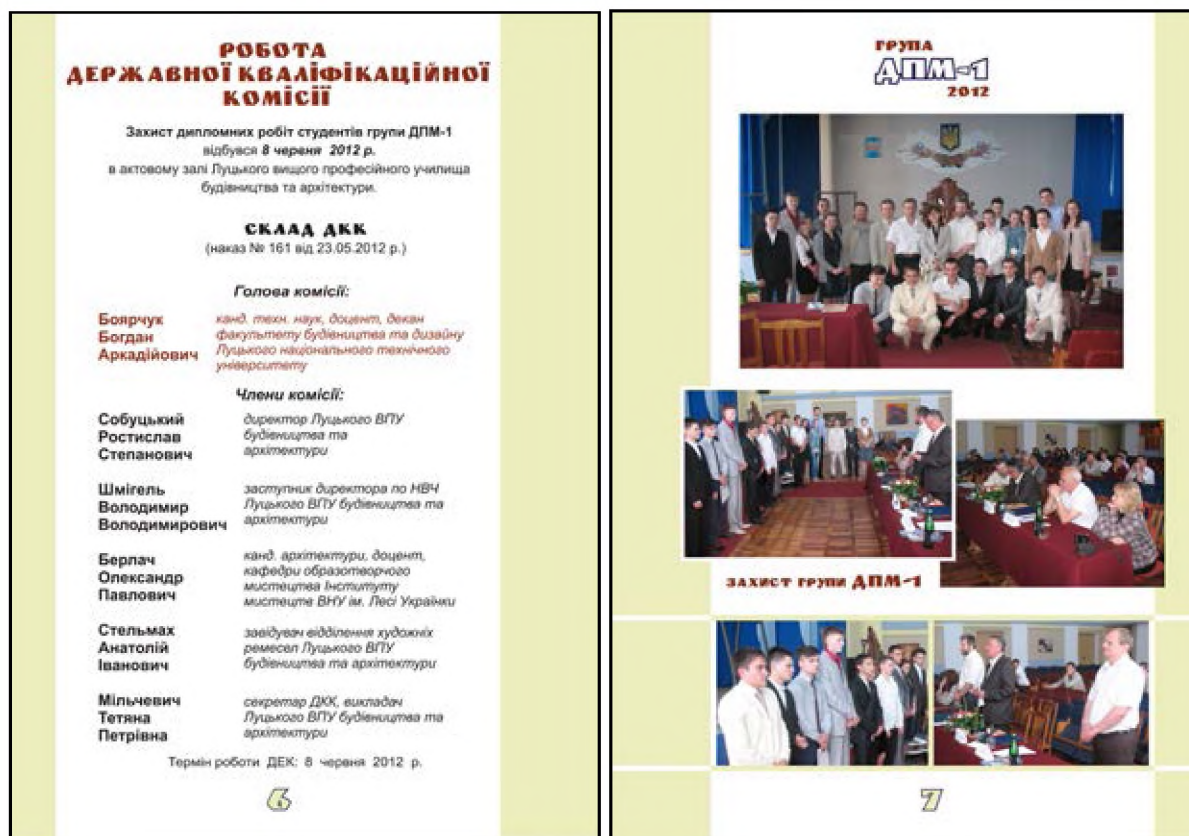 РОБОТА
ДЕРЖАВНОЇ КВАЛІФІКАЦІЙНОЇ
КОМІСІЇ
Захист дипломних робіт студентів групи ДПМ-1
відбувся 8 червня 2012 р.
в актовому залі Луцького вищого професійного училища
будівництва та архітектури.
СКЛАД ДКК
(наказ № 161 від 23.05.2012 р.)
Голова комісії:
Боярчук канд. техн. наук, доцент, декан
Богдан факультету будівництва та дизайну
Аркадійович Луцького національного технічного
університету
Члени комісії:
Собуцький директор Луцького ВПУ
Ростислав будівництва та
Степанович архітектури
Шмігель заступник директора по НВЧ
Володимир Луцького ВПУ будівництва та
Володимирович архітектури
Берлач канд. архітектури, доцент,
Олександр кафедри образотворчого
Павлович мистецтва Інституту
мистецтв ВНУ ім. Лесі Українки
Стельмах завідувач відділення художніх
Анатолій ремесел Луцького ВПУ
Іванович будівництва та архітектури
Мільчевич секретар ДКК, викладач
Тетяна Луцького ВПУ будівництва та
Петрівна архітектури
Термін роботи ДЕК: 8 червня 2012 р.
6
ГРУПА
ДПМ-1
2012
ЗАХИСТ ГРУПИ ДПМ-1
7